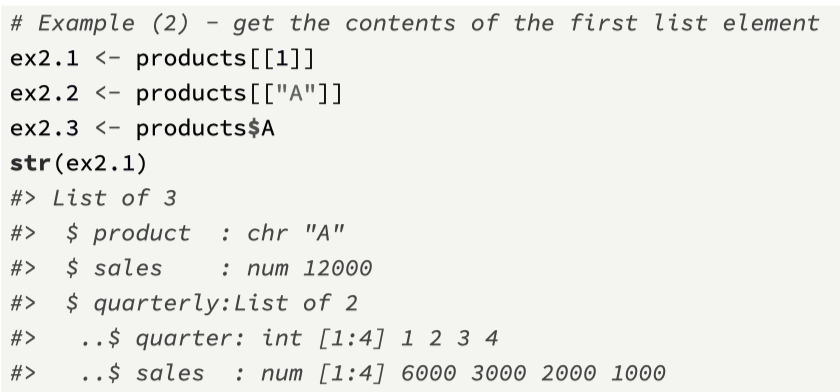 # Example (2) - get the contents of the first list element
ex2.1 <- products[[1]]
ex2.2 <- products[["A"]]
ex2.3 <- products$A
str(ex2.1)
#> List of 3
#>  $ product  : chr "A"
#>  $ sales    : num 12000
#>  $ quarterly:List of 2
#>   ..$ quarter: int [1:4] 1 2 3 4
#>   ..$ sales  : num [1:4] 6000 3000 2000 1000